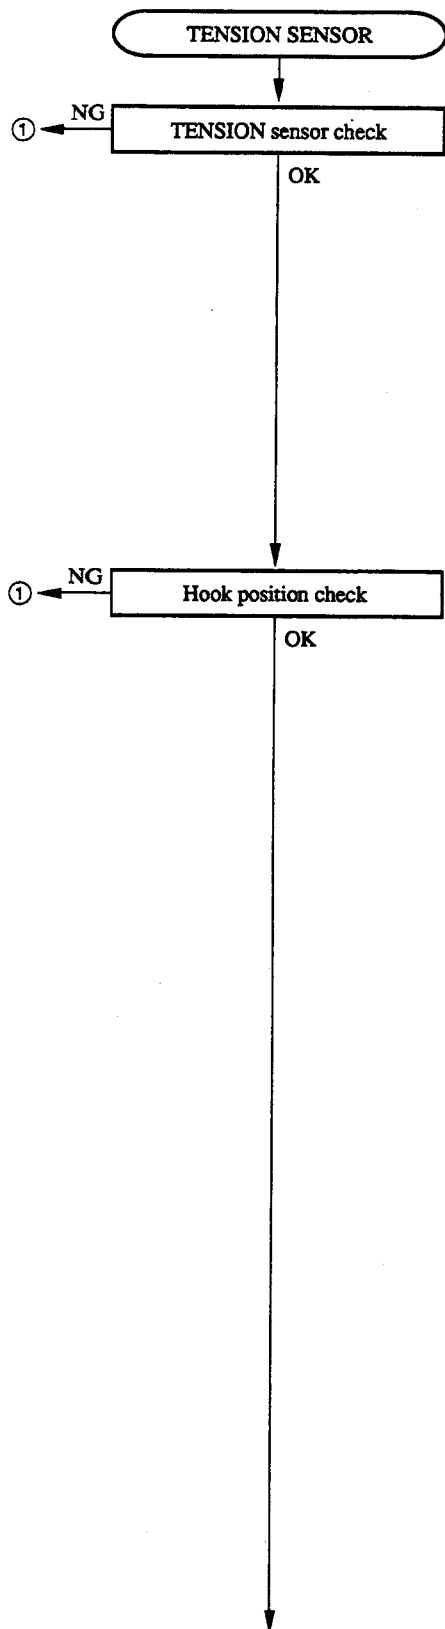 TENSION SENSOR
① NG TENSION sensor check
OK
① NG Hook position check
OK